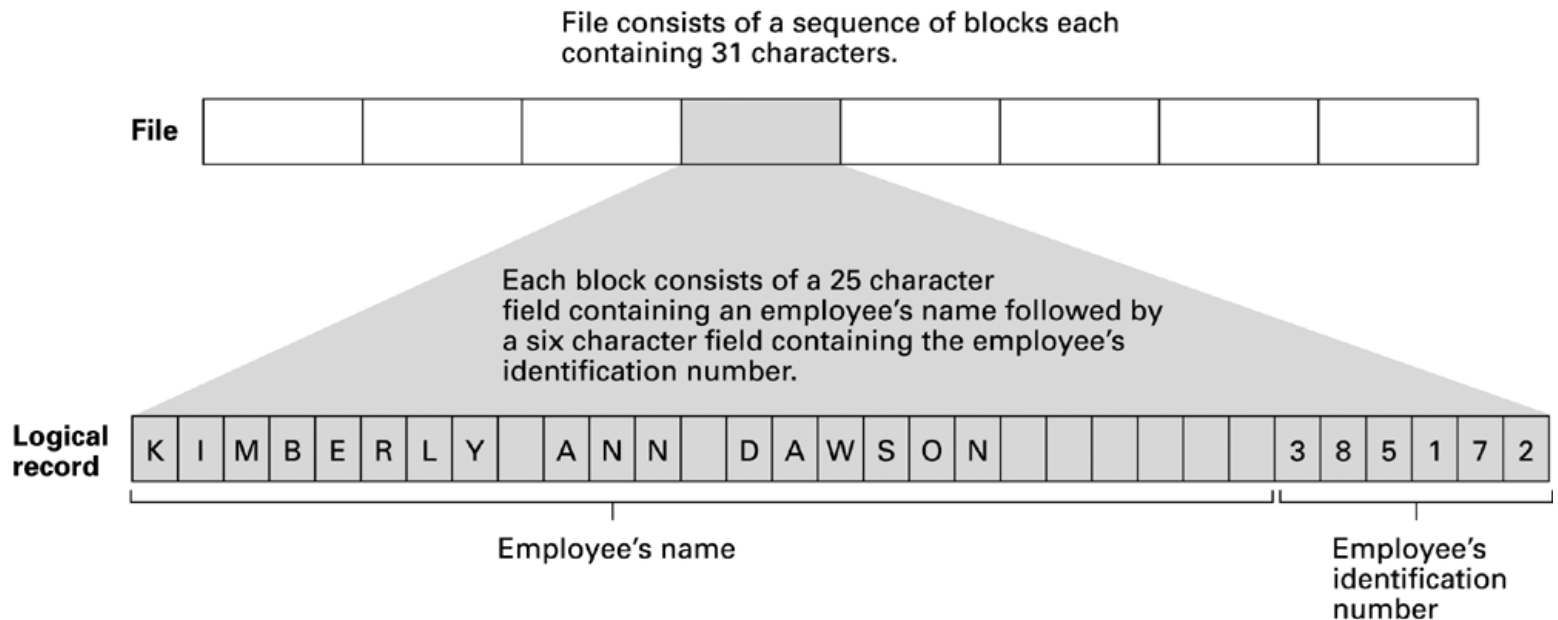 File consists of a sequence of blocks each
containing 31 characters.
File
Each block consists of a 25 character
field containing an employee's name followed by
a six character field containing the employee's
identification number.
Logical
record
K I M B E R L Y   A N N   D A W S O N             3 8 5 1 7 2
Employee's name
Employee's
identification
number